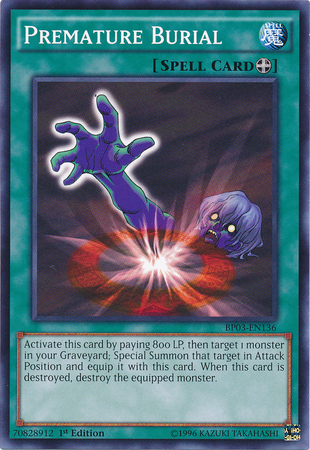 PREMATURE BURIAL
[SPELL CARD]
BP03-EN136
Activate this card by paying 800 LP, then target 1 monster
in your Graveyard; Special Summon that target in Attack
Position and equip it with this card. When this card is
destroyed, destroy the equipped monster.
70828912 1st Edition ©1996 KAZUKI TAKAHASHI